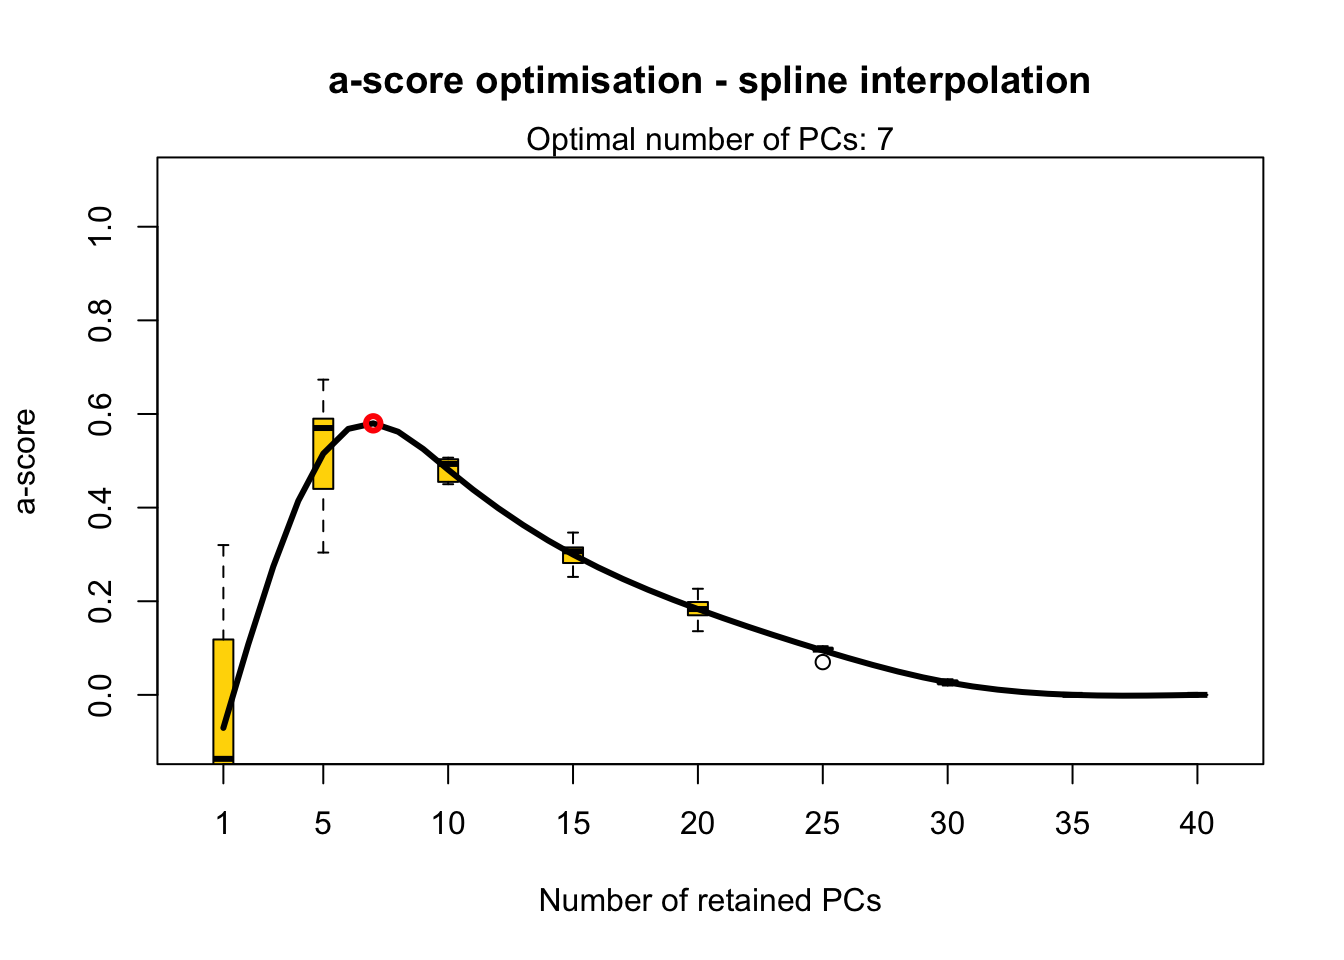 a-score optimisation - spline interpolation
Optimal number of PCs: 7
a-score
1.0
0.8
0.6
0.4
0.2
0.0
1 5 10 15 20 25 30 35 40
Number of retained PCs